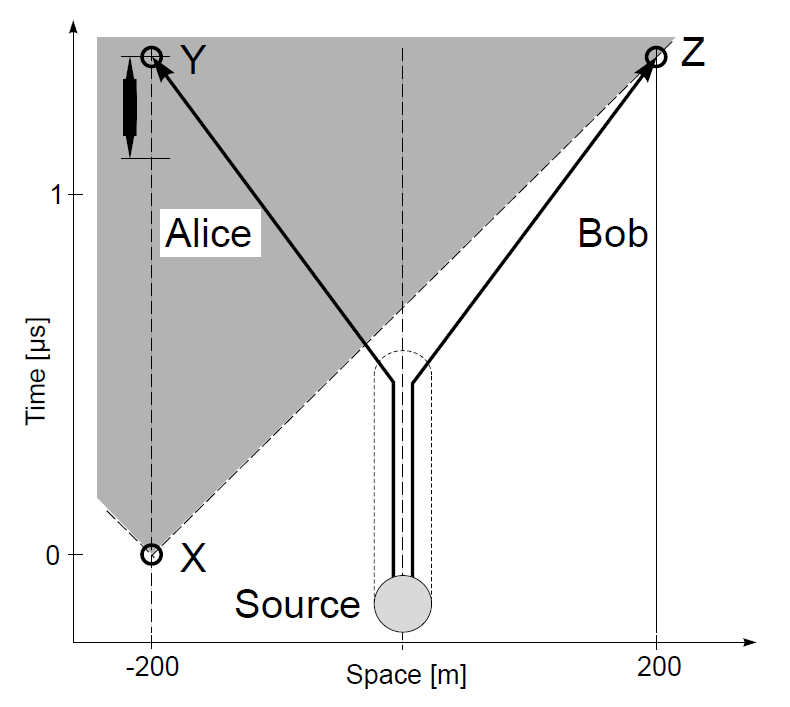 Y
Z
1
Alice
Bob
Time [µs]
0
X
Source
-200
Space [m]
200